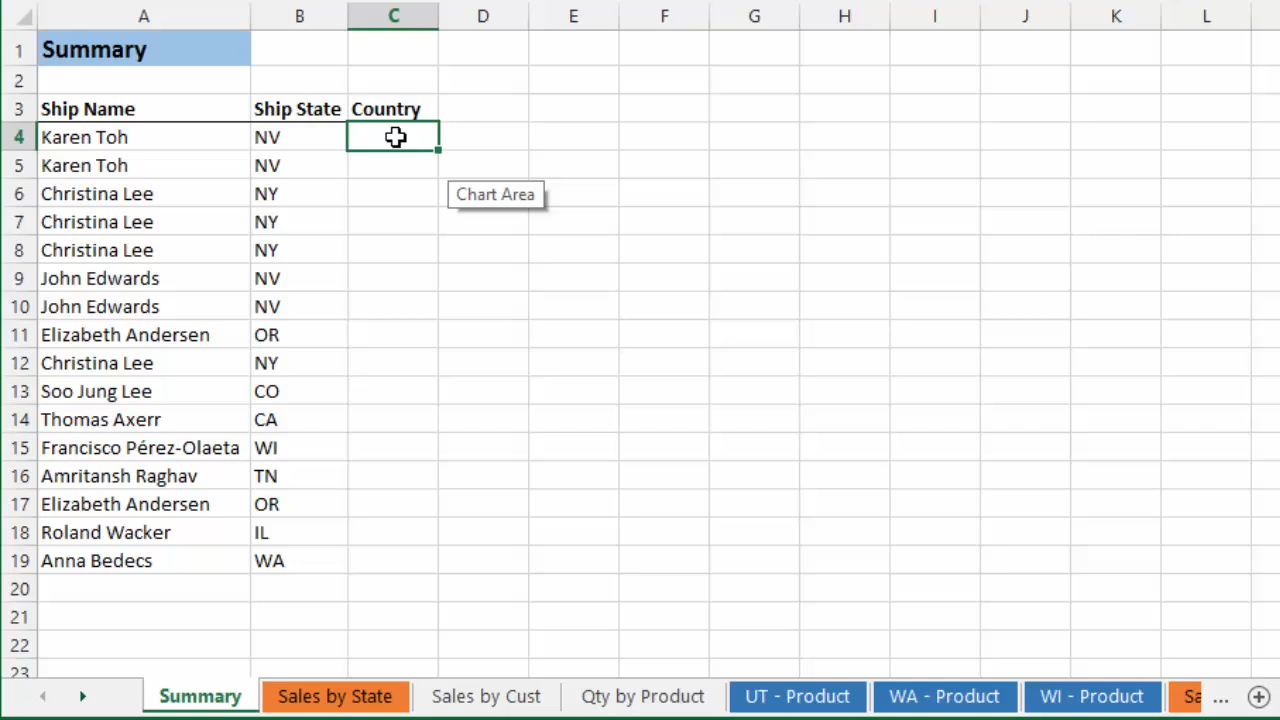 A B C D E F G H I J K L
1 Summary
2
3 Ship Name Ship State Country
4 Karen Toh NV
5 Karen Toh NV
6 Christina Lee NY Chart Area
7 Christina Lee NY
8 Christina Lee NY
9 John Edwards NV
10 John Edwards NV
11 Elizabeth Andersen OR
12 Christina Lee NY
13 Soo Jung Lee CO
14 Thomas Axerr CA
15 Francisco Pérez-Olaeta WI
16 Amritansh Raghav TN
17 Elizabeth Andersen OR
18 Roland Wacker IL
19 Anna Bedecs WA
20
21
22
23
Summary Sales by State Sales by Cust Qty by Product UT - Product WA - Product WI - Product Sa ...